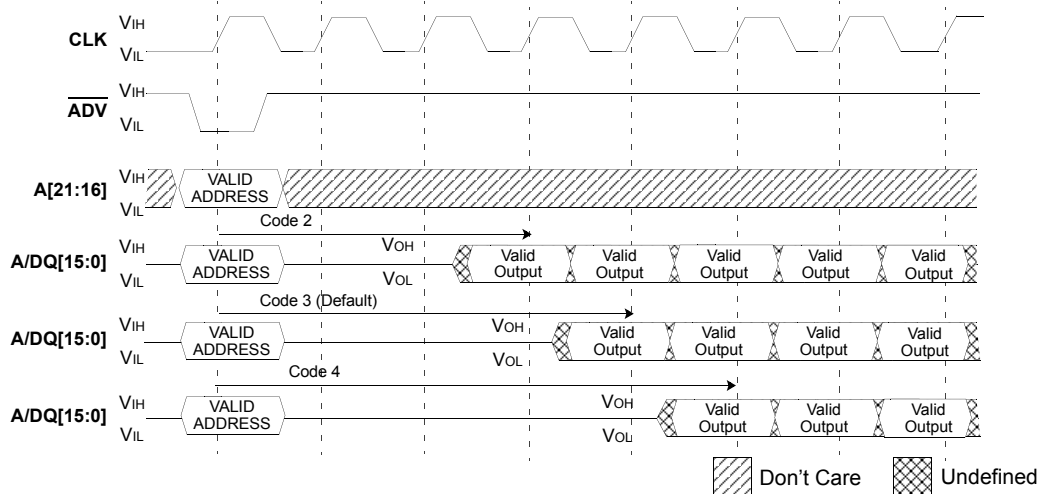 VIH
CLK
VIL
VIH
ADV
VIL
VIH
A[21:16]
VIL
VALID
ADDRESS
Code 2
VIH
A/DQ[15:0]
VIL
VALID
ADDRESS
VOH
VOL
Valid
Output
Valid
Output
Valid
Output
Valid
Output
Valid
Output
Code 3 (Default)
VIH
A/DQ[15:0]
VIL
VALID
ADDRESS
VOH
VOL
Valid
Output
Valid
Output
Valid
Output
Valid
Output
Code 4
VIH
A/DQ[15:0]
VIL
VALID
ADDRESS
VOH
VOL
Valid
Output
Valid
Output
Valid
Output
Don't Care
Undefined